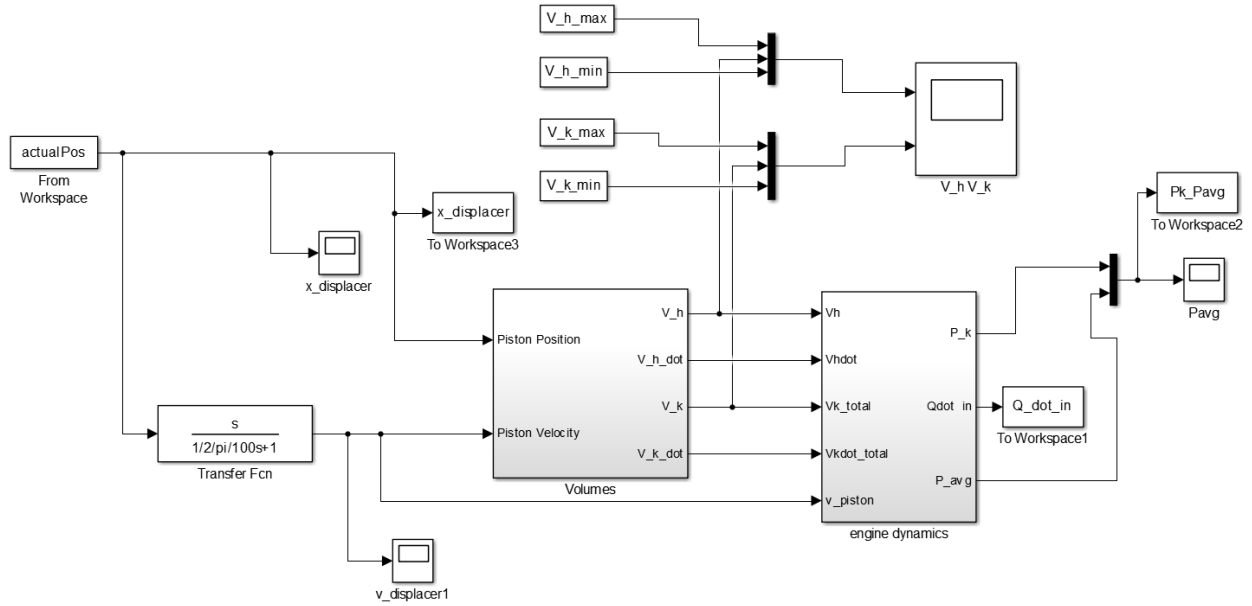 V_h_max
V_h_min
V_k_max
V_k_min
V_h V_k
actualPos
From
Workspace
x_displacer
To Workspace3
x_displacer
Pk_Pavg
To Workspace2
Pavg
Piston Position
Piston Velocity
V_h
V_h_dot
V_k
V_k_dot
Volumes
Vh
Vhdot
Vk_total
Vkdot_total
v_piston
P_k
Qdot_in
P_avg
engine dynamics
Q_dot_in
To Workspace1
s
1/2/pi/100s+1
Transfer Fcn
v_displacer1